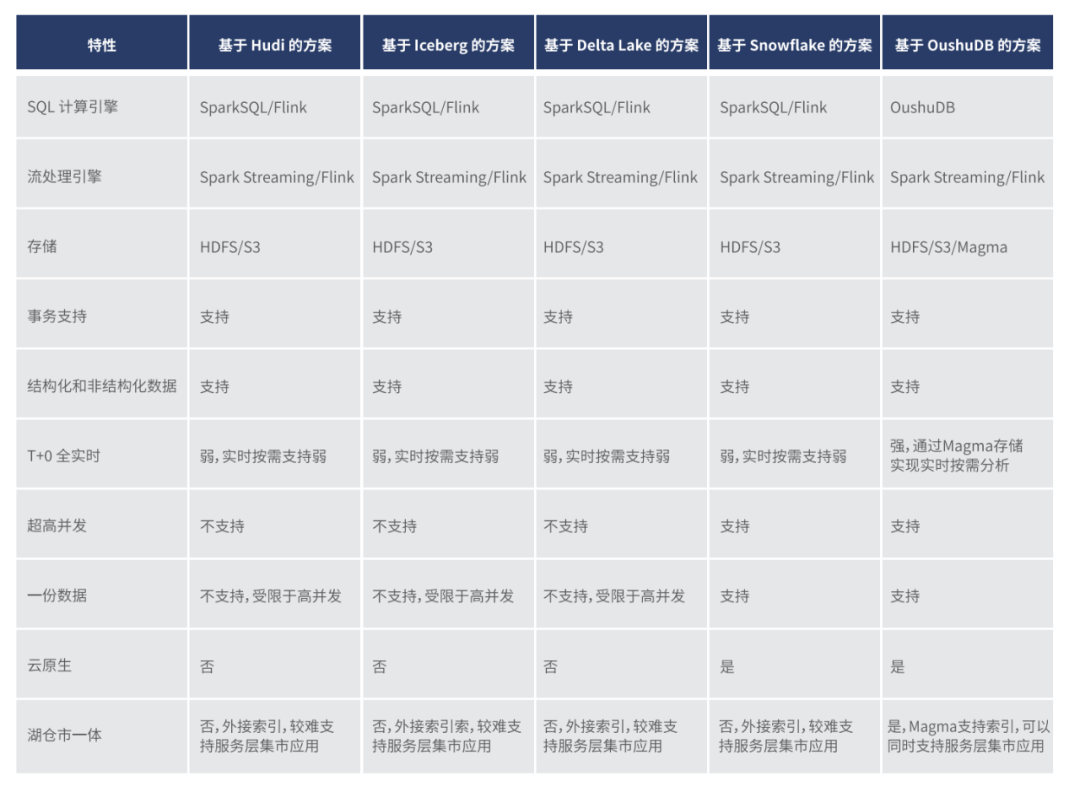 特性 基于 Hudi 的方案 基于 Iceberg 的方案 基于 Delta Lake 的方案 基于 Snowflake 的方案 基于 OushuDB 的方案
SQL 计算引擎 SparkSQL/Flink SparkSQL/Flink SparkSQL/Flink SparkSQL/Flink OushuDB
流处理引擎 Spark Streaming/Flink Spark Streaming/Flink Spark Streaming/Flink Spark Streaming/Flink Spark Streaming/Flink
存储 HDFS/S3 HDFS/S3 HDFS/S3 HDFS/S3 HDFS/S3/Magma
事务支持 支持 支持 支持 支持 支持
结构化和非结构化数据 支持 支持 支持 支持 支持
T+0 全实时 弱，实时按需支持弱 弱，实时按需支持弱 弱，实时按需支持弱 弱，实时按需支持弱 强，通过Magma存储
实现实时按需分析
超高并发 不支持 不支持 不支持 支持 支持
一份数据 不支持，受限于高并发 不支持，受限于高并发 不支持，受限于高并发 支持 支持
云原生 否 否 否 是 是
湖仓市一体 否，外接索引，较难支 否，外接索引索，较难支 否，外接索引，较难支 否，外接索引，较难支 是，Magma支持索引，可以
持服务层集市应用 持服务层集市应用 持服务层集市应用 持服务层集市应用 同时支持服务层集市应用